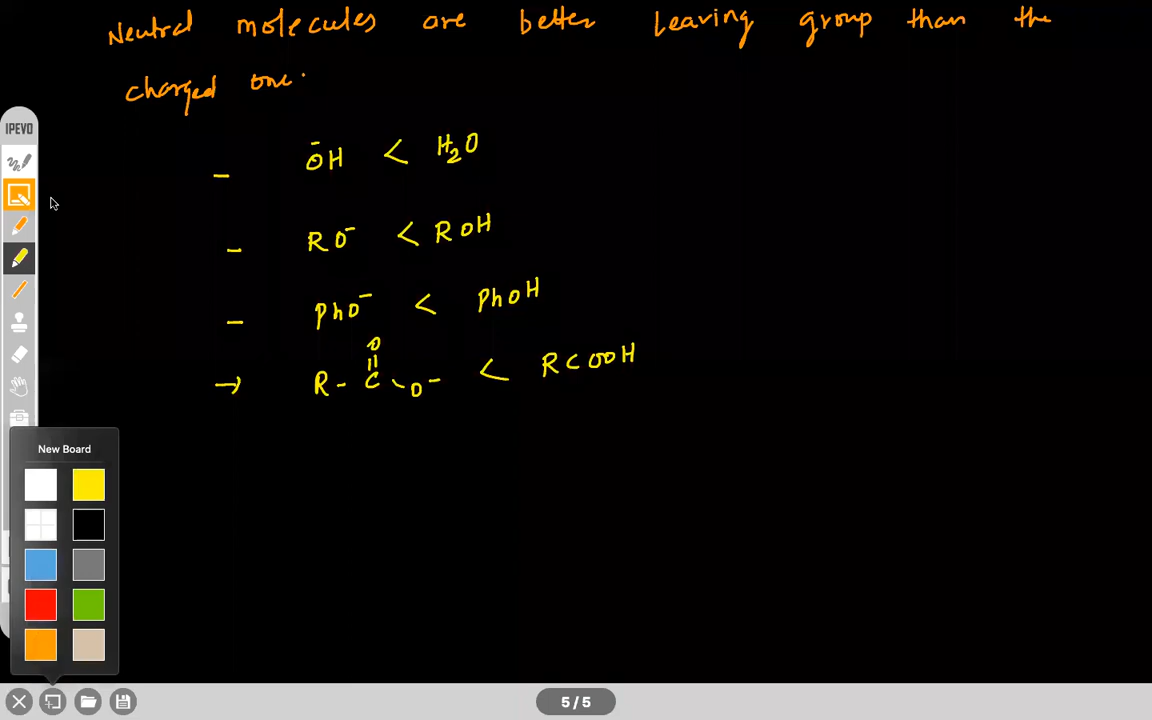 Neutral molecules are better leaving group than the
charged one.
IPEVO
- ŌH < H₂O
- RO⁻ < ROH
- PhO⁻ < PhOH
O
→ R - C - O⁻ < RCOOH
New Board
5/5